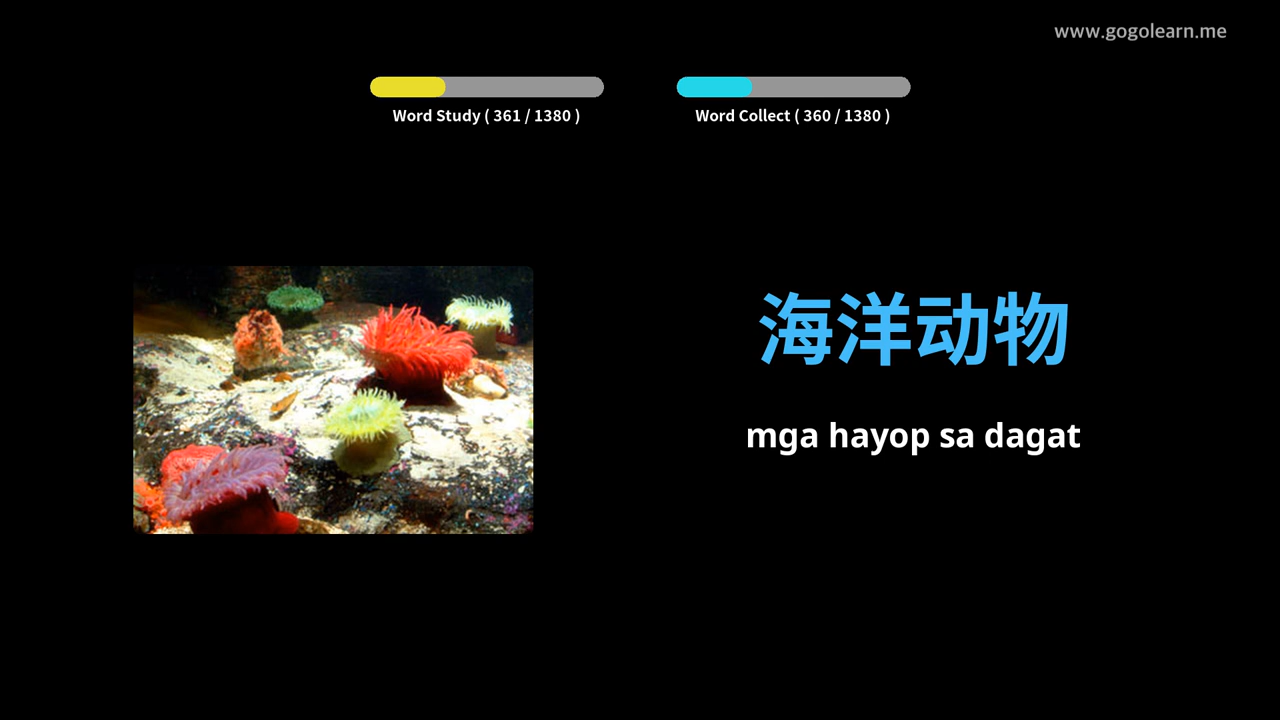 www.gogolearn.me
Word Study ( 361 / 1380 )
Word Collect ( 360 / 1380 )
海洋动物
mga hayop sa dagat